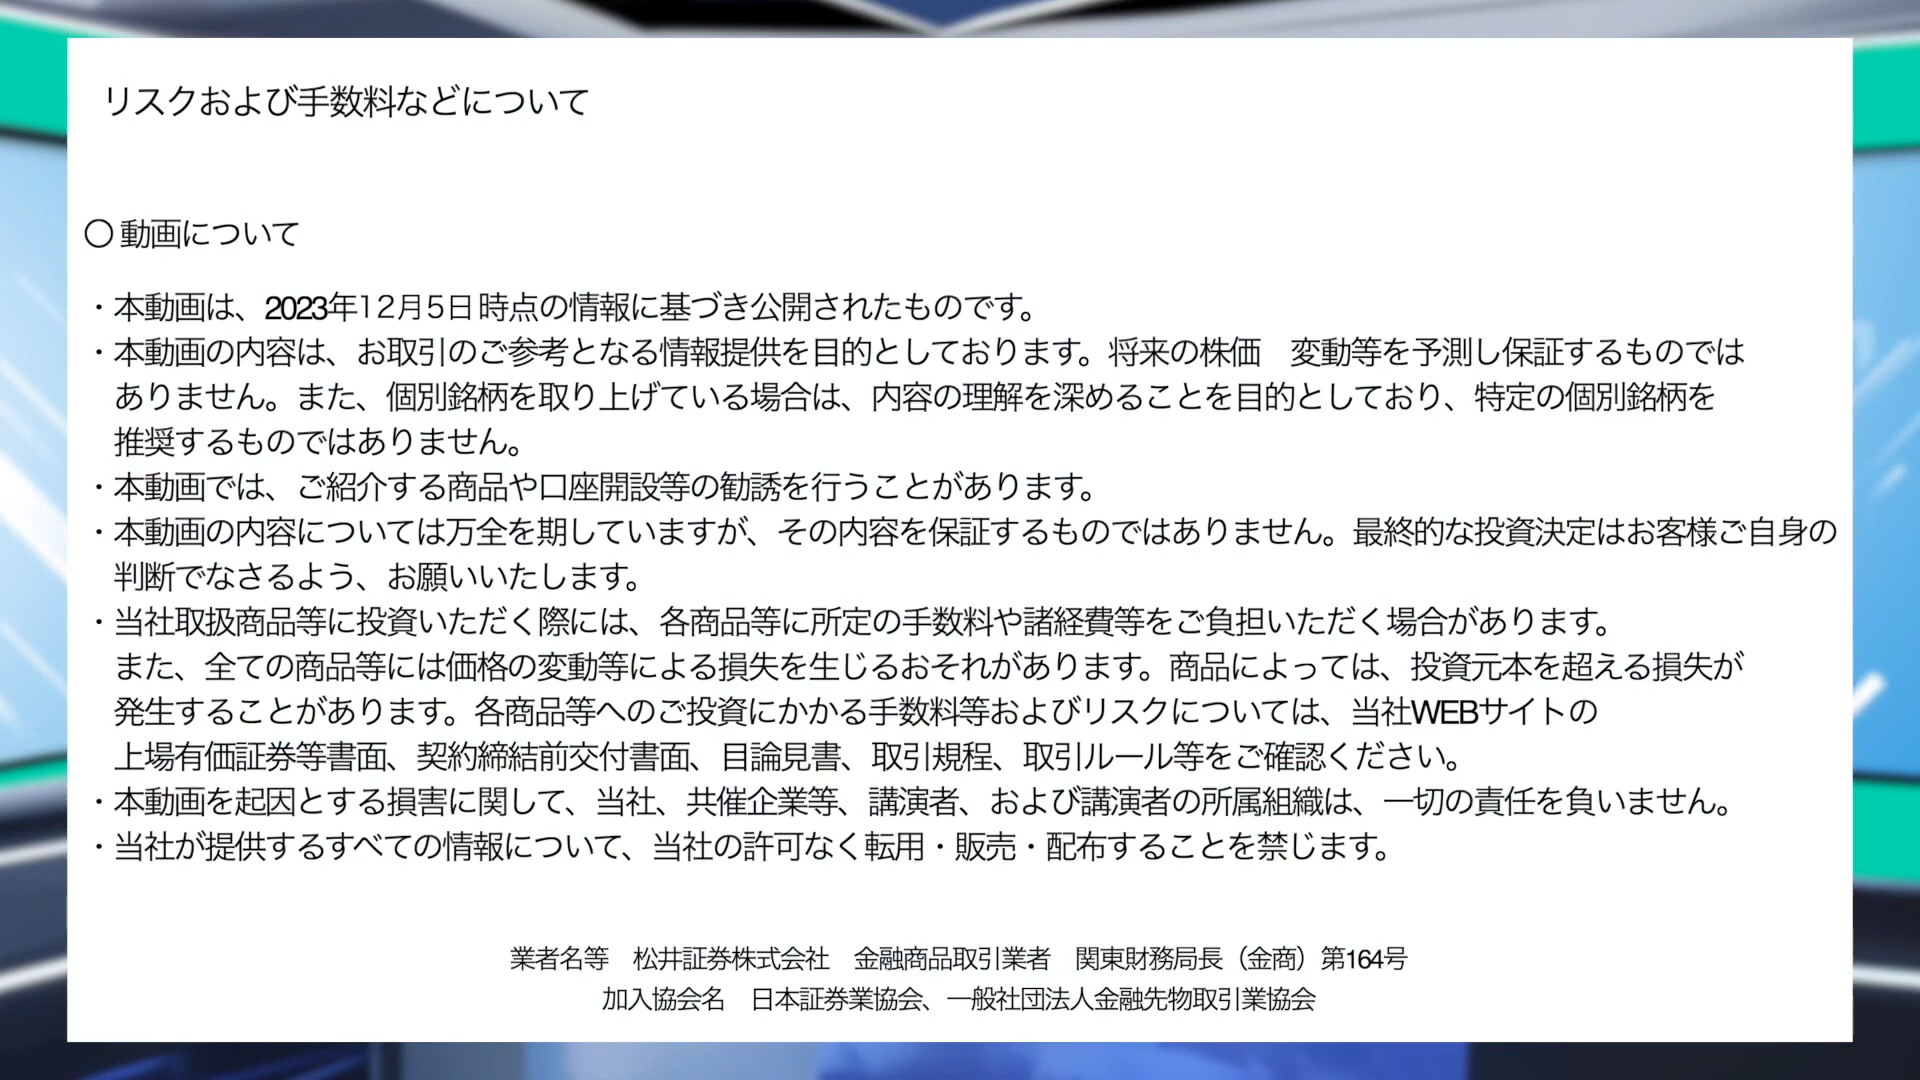 リスクおよび手数料などについて
〇 動画について
・本動画は、2023年12月5日時点の情報に基づき公開されたものです。
・本動画の内容は、お取引のご参考となる情報提供を目的としております。将来の株価　変動等を予測し保証するものでは
ありません。また、個別銘柄を取り上げている場合は、内容の理解を深めることを目的としており、特定の個別銘柄を
推奨するものではありません。
・本動画では、ご紹介する商品や口座開設等の勧誘を行うことがあります。
・本動画の内容については万全を期していますが、その内容を保証するものではありません。最終的な投資決定はお客様ご自身の
判断でなさるよう、お願いいたします。
・当社取扱商品等に投資いただく際には、各商品等に所定の手数料や諸経費等をご負担いただく場合があります。
また、全ての商品等には価格の変動等による損失を生じるおそれがあります。商品によっては、投資元本を超える損失が
発生することがあります。各商品等へのご投資にかかる手数料等およびリスクについては、当社WEBサイトの
上場有価証券等書面、契約締結前交付書面、目論見書、取引規程、取引ルール等をご確認ください。
・本動画を起因とする損害に関して、当社、共催企業等、講演者、および講演者の所属組織は、一切の責任を負いません。
・当社が提供するすべての情報について、当社の許可なく転用・販売・配布することを禁じます。
業者名等　松井証券株式会社　金融商品取引業者　関東財務局長（金商）第164号
加入協会名　日本証券業協会、一般社団法人金融先物取引業協会